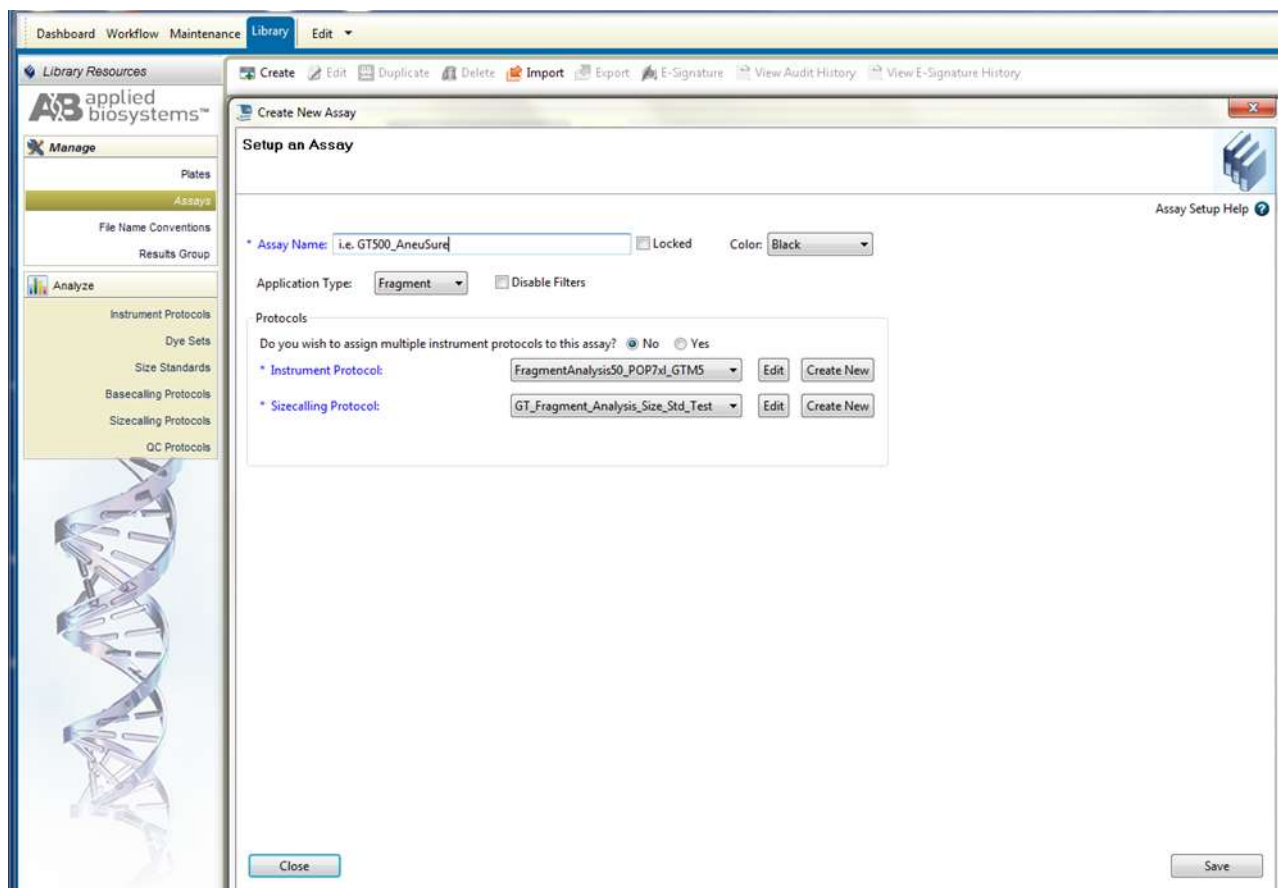 Dashboard Workflow Maintenance Library Edit
Library Resources
Create Edit Duplicate Delete Import Export E-Signature View Audit History View E-Signature History
AB applied biosystems™
Create New Assay
Manage
Setup an Assay
Plates
Assays
Assay Setup Help ?
File Name Conventions
* Assay Name: i.e. GT500_AneuSure Locked Color: Black
Results Group
Analyze
Application Type: Fragment Disable Filters
Instrument Protocols
Protocols
Dye Sets
Do you wish to assign multiple instrument protocols to this assay? No Yes
Size Standards
* Instrument Protocol: FragmentAnalysis50_POP7xl_GTM5 Edit Create New
Basecalling Protocols
* Sizecalling Protocol: GT_Fragment_Analysis_Size_Std_Test Edit Create New
Sizecalling Protocols
QC Protocols
Close Save